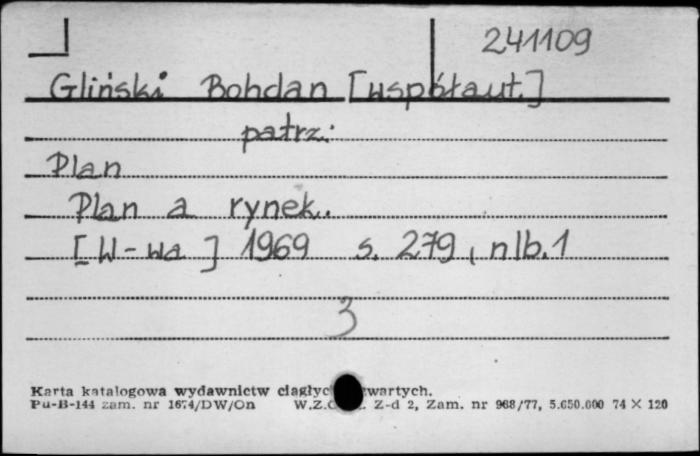 241109
Gliński Bohdan [współaut.]
patrz:
Plan
Plan a rynek.
[W-wa] 1969 s. 279, nlb. 1
3
Karta katalogowa wydawnictw ciągłyc wartych.
Pu-B-144 zam. nr 1674/DW/On W.Z. Z-d 2, Zam. nr 968/77, 5.650.000 74 × 120